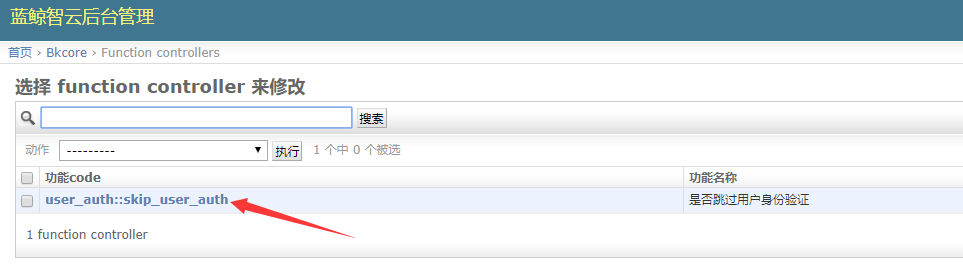 蓝鲸智云后台管理
首页 › Bkcore › Function controllers
选择 function controller 来修改
搜索
动作 --------- 执行 1 个中 0 个被选
功能code 功能名称
user_auth::skip_user_auth 是否跳过用户身份验证
1 function controller